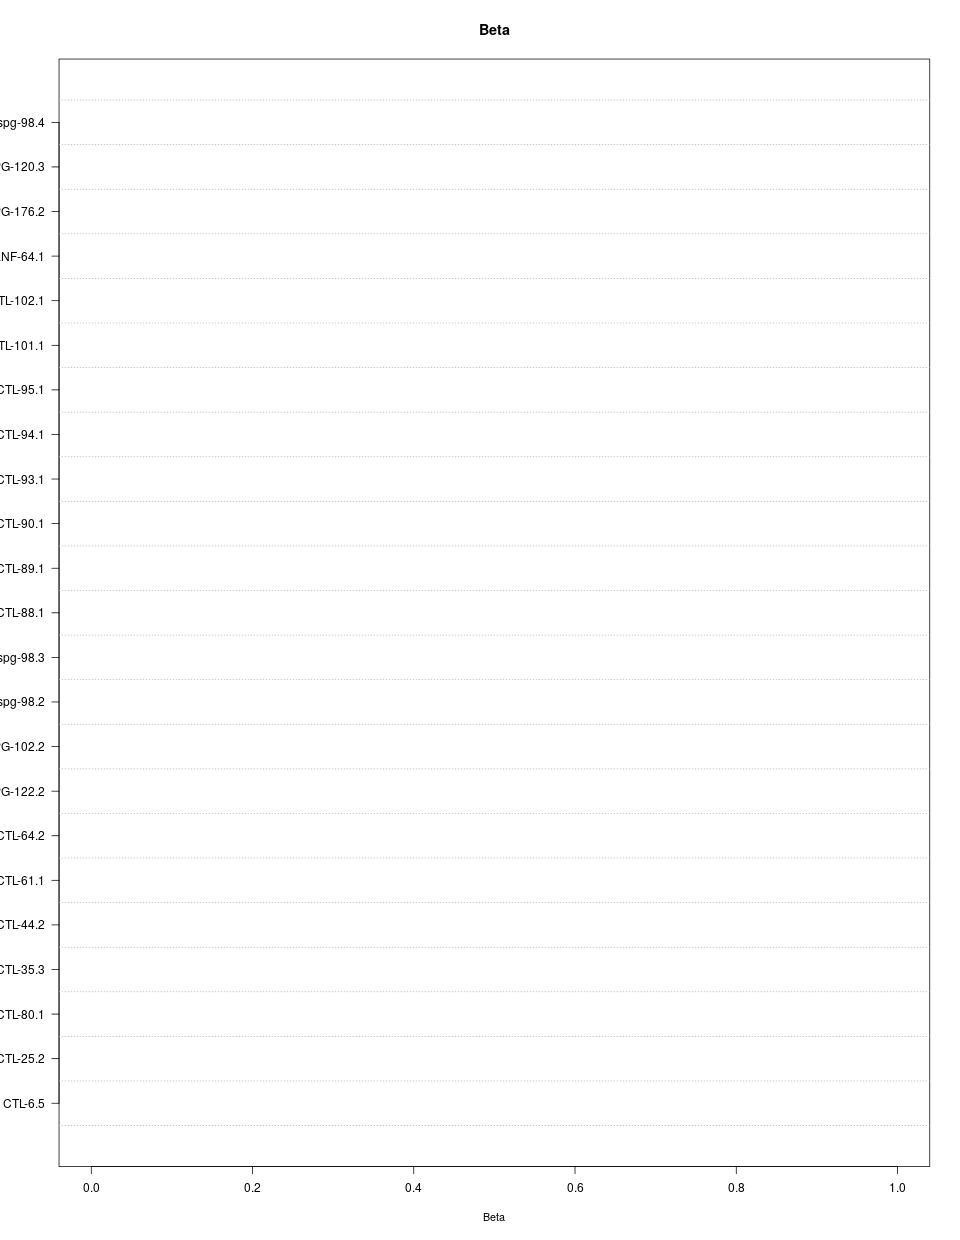 Beta
spg-98.4
G-120.3
G-176.2
NF-64.1
TL-102.1
TL-101.1
CTL-95.1
CTL-94.1
CTL-93.1
CTL-90.1
CTL-89.1
CTL-88.1
spg-98.3
spg-98.2
G-102.2
G-122.2
CTL-64.2
CTL-61.1
CTL-44.2
CTL-35.3
CTL-80.1
CTL-25.2
CTL-6.5
0.0 0.2 0.4 0.6 0.8 1.0
Beta